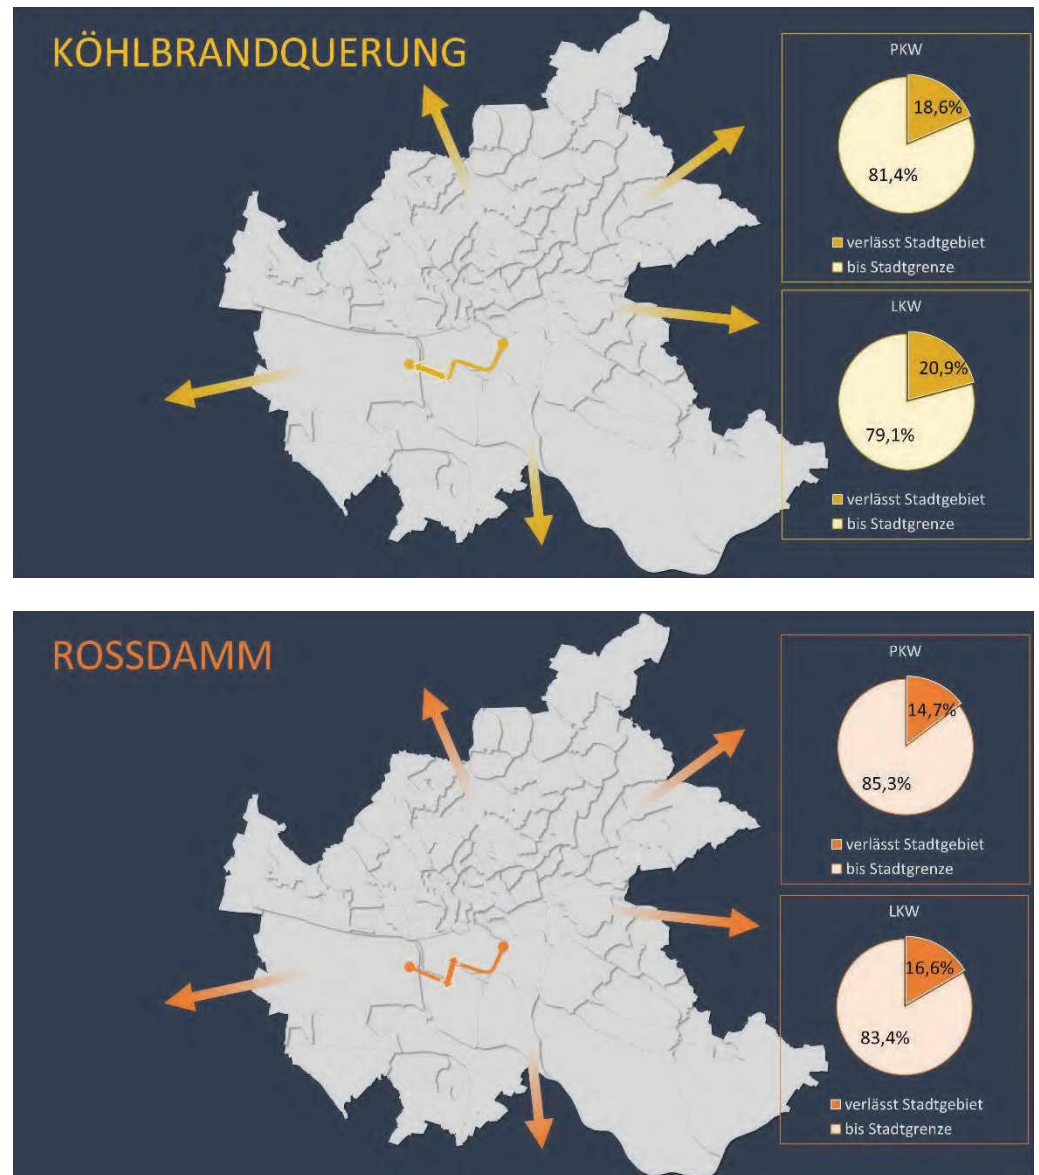 KÖHLBRANDQUERUNG
PKW
18,6%
81,4%
verlässt Stadtgebiet
bis Stadtgrenze
LKW
20,9%
79,1%
verlässt Stadtgebiet
bis Stadtgrenze
ROSSDAMM
PKW
14,7%
85,3%
verlässt Stadtgebiet
bis Stadtgrenze
LKW
16,6%
83,4%
verlässt Stadtgebiet
bis Stadtgrenze